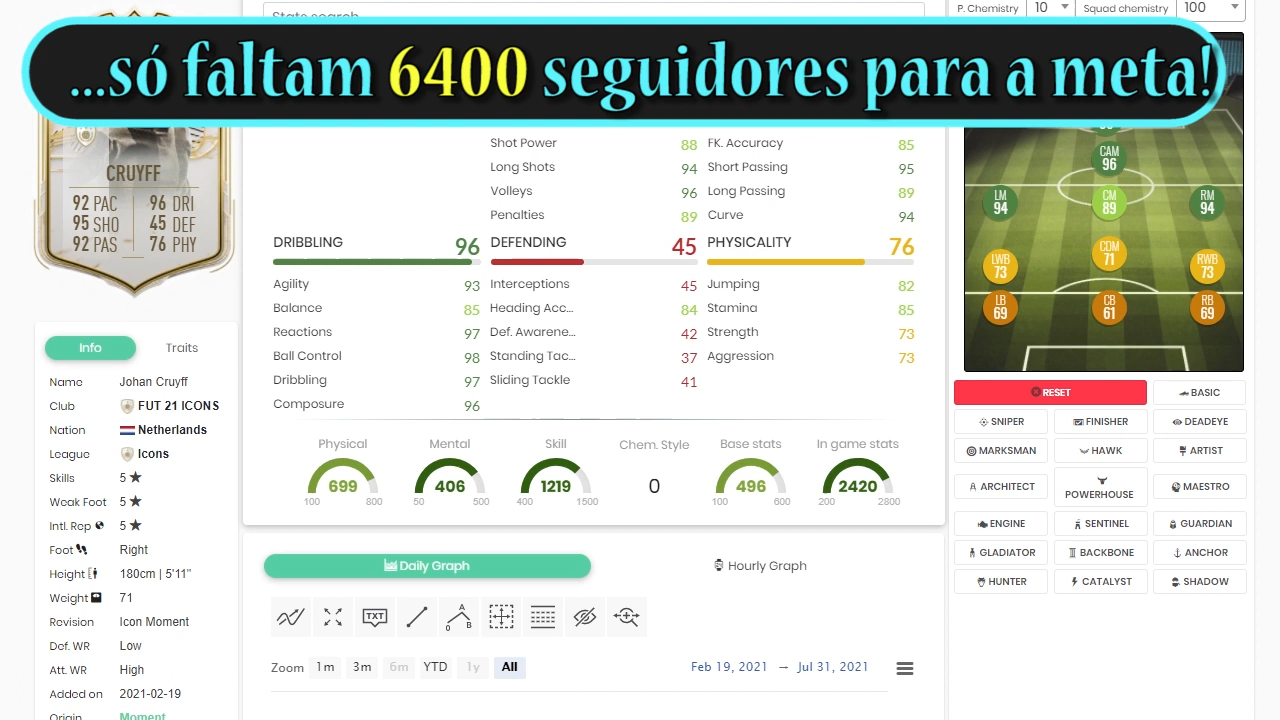 Stats search
P. Chemistry 10 Squad chemistry 100
...só faltam 6400 seguidores para a meta!
CRUYFF
92 PAC 96 DRI
95 SHO 45 DEF
92 PAS 76 PHY
Info Traits
Name Johan Cruyff
Club FUT 21 ICONS
Nation Netherlands
League Icons
Skills 5
Weak Foot 5
Intl. Rep 5
Foot Right
Height 180cm | 5'11"
Weight 71
Revision Icon Moment
Def. WR Low
Att. WR High
Added on 2021-02-19
Origin Moment
Shot Power 88 FK. Accuracy 85
Long Shots 94 Short Passing 95
Volleys 96 Long Passing 89
Penalties 89 Curve 94
DRIBBLING 96 DEFENDING 45 PHYSICALITY 76
Agility 93 Interceptions 45 Jumping 82
Balance 85 Heading Acc... 84 Stamina 85
Reactions 97 Def. Awarene... 42 Strength 73
Ball Control 98 Standing Tac... 37 Aggression 73
Dribbling 97 Sliding Tackle 41
Composure 96
Physical Mental Skill Chem. Style Base stats In game stats
699 406 1219 0 496 2420
100 800 50 500 400 1500 100 600 200 2800
Daily Graph Hourly Graph
TXT A 0 B
Zoom 1m 3m 6m YTD 1y All Feb 19, 2021 → Jul 31, 2021
CAM
96
LM CM RM
94 89 94
LWB CDM RWB
73 71 73
LB CB RB
69 61 69
RESET BASIC
SNIPER FINISHER DEADEYE
MARKSMAN HAWK ARTIST
ARCHITECT POWERHOUSE MAESTRO
ENGINE SENTINEL GUARDIAN
GLADIATOR BACKBONE ANCHOR
HUNTER CATALYST SHADOW